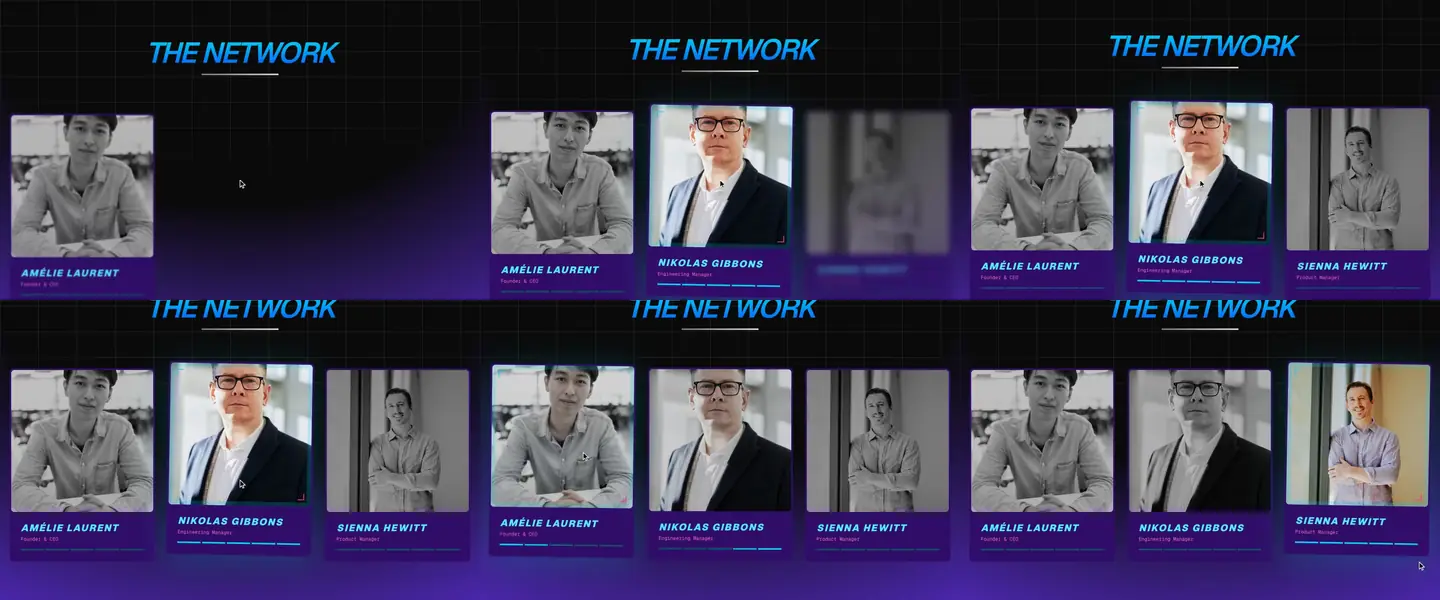 THE NETWORK
AMÉLIE LAURENT
Founder & CEO
THE NETWORK
AMÉLIE LAURENT
Founder & CEO
NIKOLAS GIBBONS
Engineering Manager
THE NETWORK
AMÉLIE LAURENT
Founder & CEO
NIKOLAS GIBBONS
Engineering Manager
SIENNA HEWITT
Product Manager
THE NETWORK
AMÉLIE LAURENT
Founder & CEO
NIKOLAS GIBBONS
Engineering Manager
SIENNA HEWITT
Product Manager
THE NETWORK
AMÉLIE LAURENT
Founder & CEO
NIKOLAS GIBBONS
Engineering Manager
SIENNA HEWITT
Product Manager
THE NETWORK
AMÉLIE LAURENT
Founder & CEO
NIKOLAS GIBBONS
Engineering Manager
SIENNA HEWITT
Product Manager